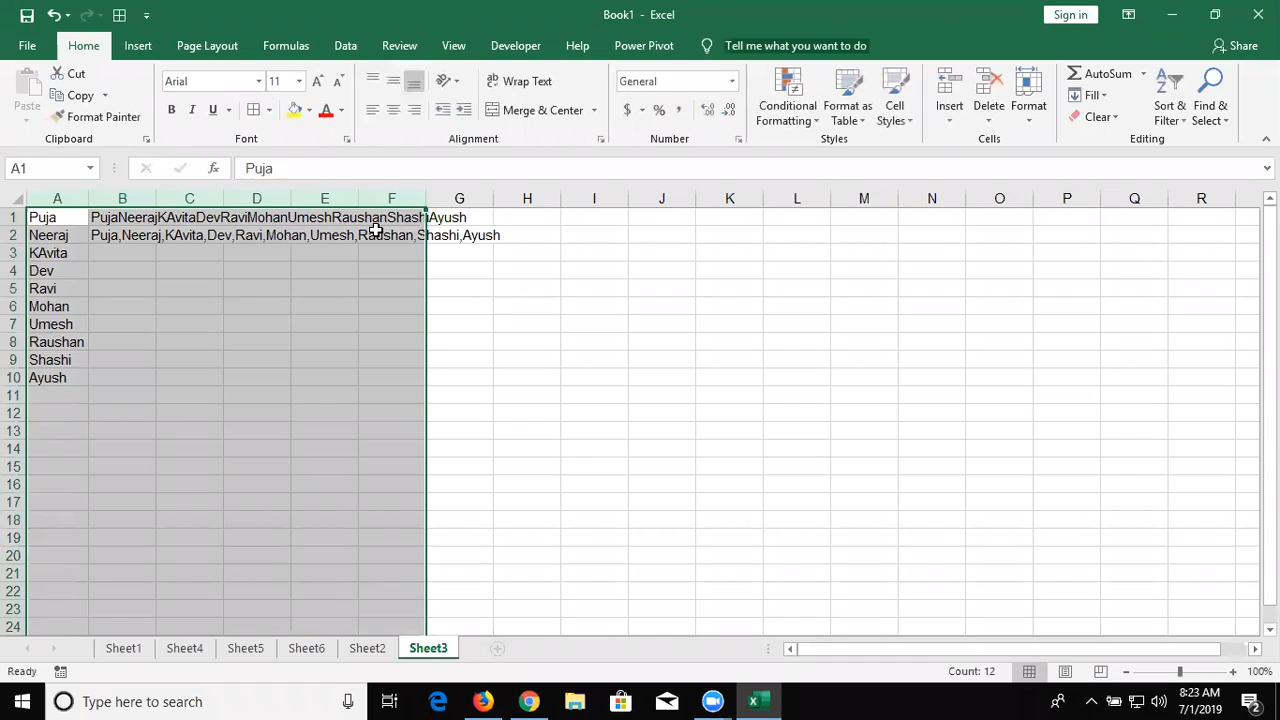 Book1 - Excel
Sign in
File Home Insert Page Layout Formulas Data Review View Developer Help Power Pivot Tell me what you want to do Share
Paste
Cut
Copy
Format Painter
Clipboard
Arial 11
B I U
Font
Wrap Text
Merge & Center
Alignment
General
$ % ,
Number
Conditional Formatting
Format as Table
Cell Styles
Styles
Insert
Delete
Format
Cells
AutoSum
Fill
Clear
Sort & Filter
Find & Select
Editing
A1 fx Puja
A B C D E F G H I J K L M N O P Q R
1 Puja PujaNeerajKAvitaDevRaviMohanUmeshRaushanShashiAyush
2 Neeraj Puja,Neeraj,KAvita,Dev,Ravi,Mohan,Umesh,Raushan,Shashi,Ayush
3 KAvita
4 Dev
5 Ravi
6 Mohan
7 Umesh
8 Raushan
9 Shashi
10 Ayush
11
12
13
14
15
16
17
18
19
20
21
22
23
24
Sheet1 Sheet4 Sheet5 Sheet6 Sheet2 Sheet3
Ready Count: 12 100%
Type here to search
8:23 AM
7/1/2019
2